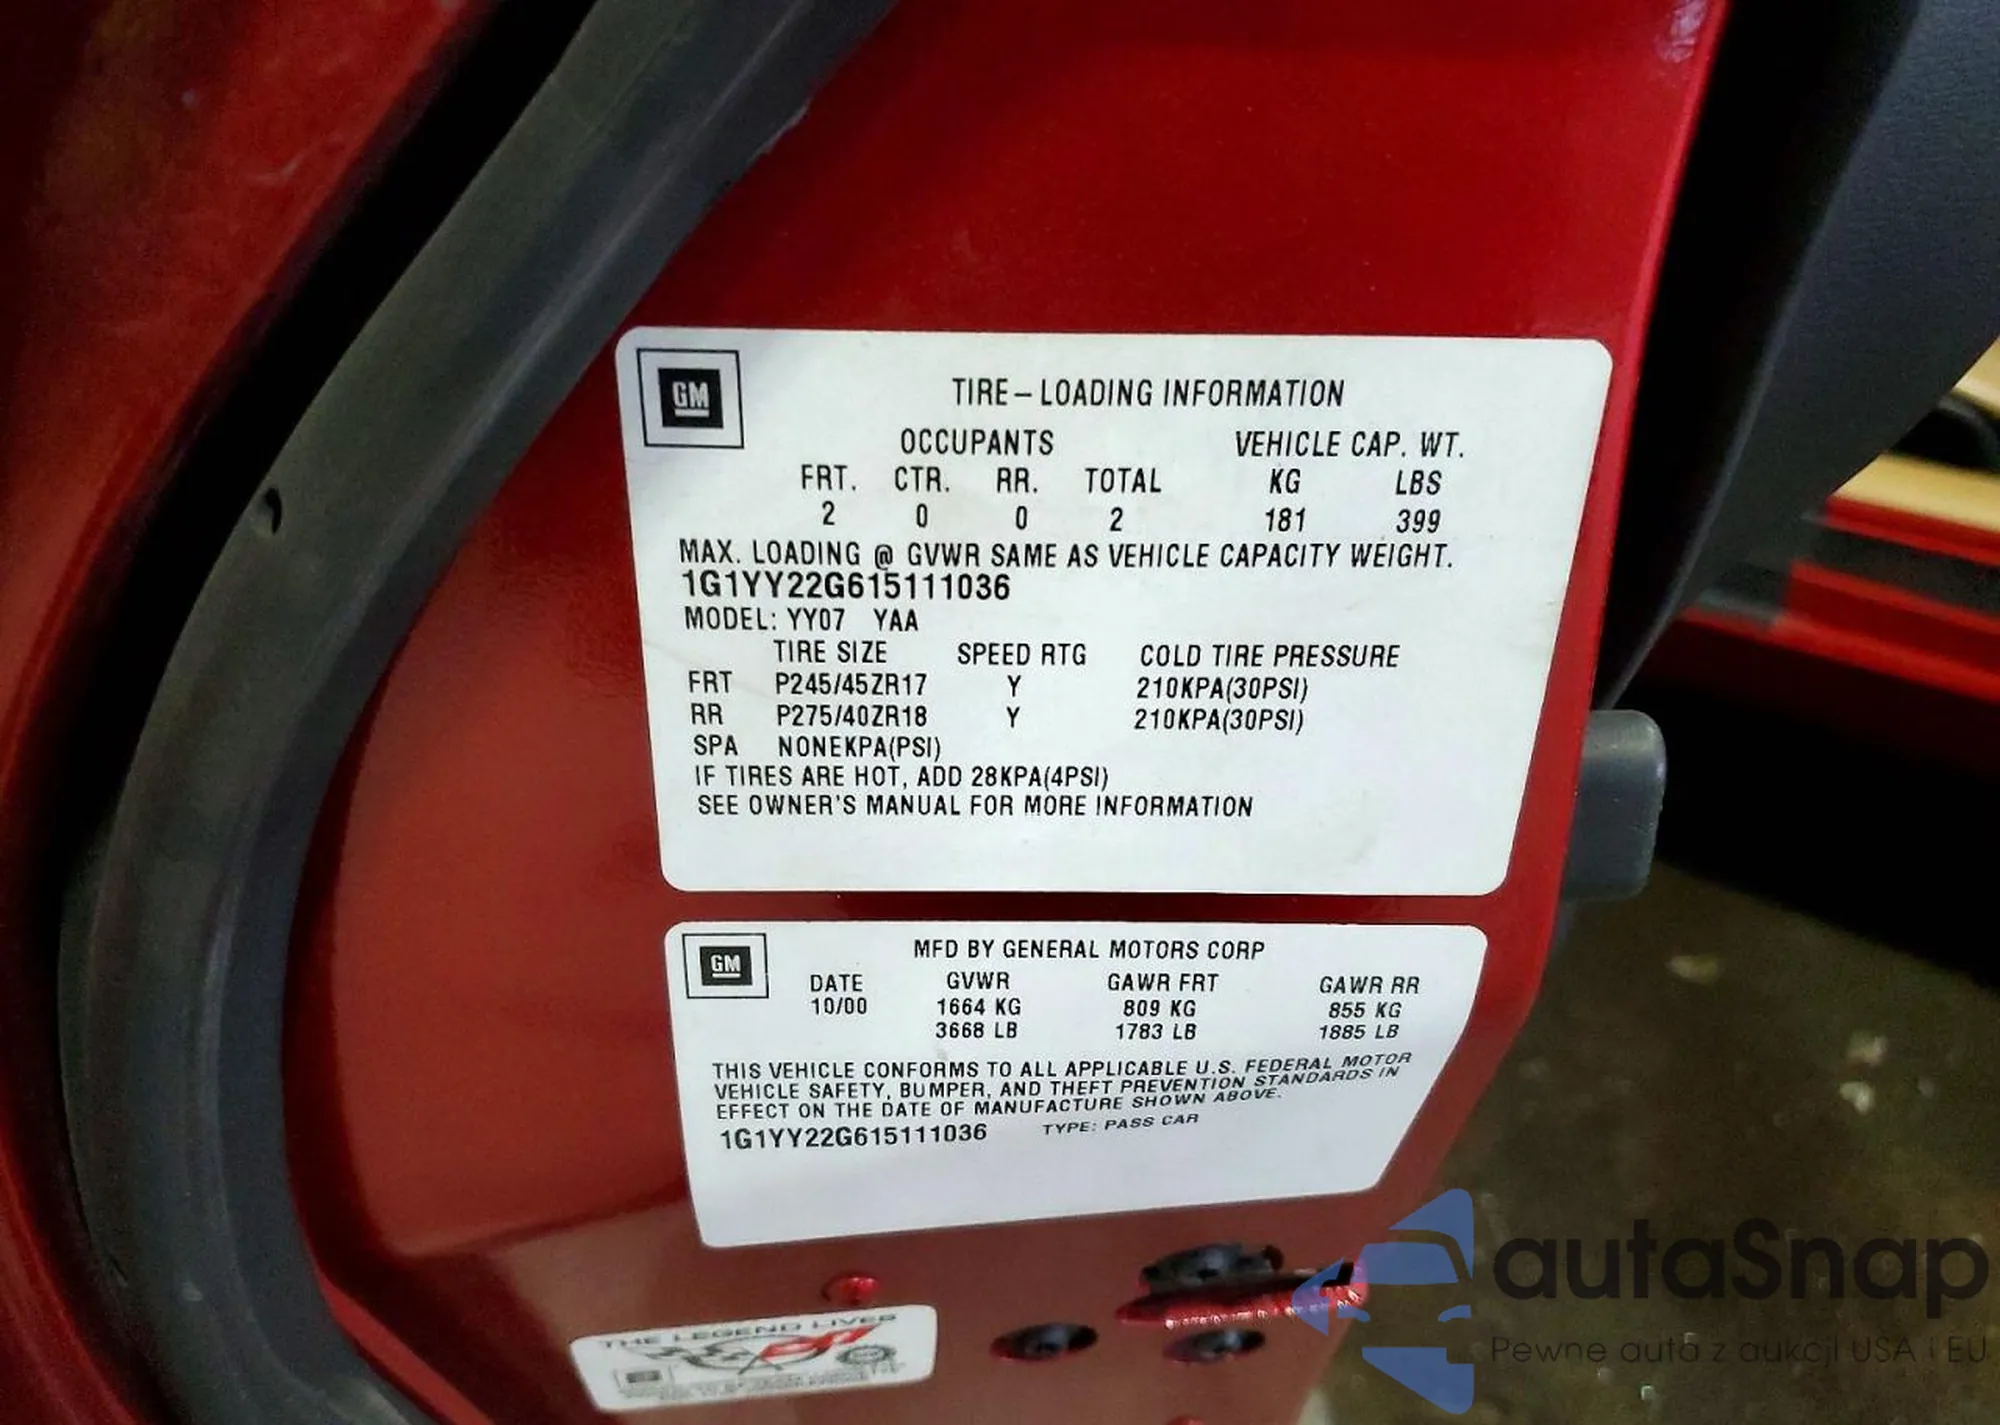 GM
TIRE-LOADING INFORMATION
OCCUPANTS VEHICLE CAP. WT.
FRT. CTR. RR. TOTAL KG LBS
2 0 0 2 181 399
MAX. LOADING @ GVWR SAME AS VEHICLE CAPACITY WEIGHT.
1G1YY22G615111036
MODEL: YY07 YAA
TIRE SIZE SPEED RTG COLD TIRE PRESSURE
FRT P245/45ZR17 Y 210KPA(30PSI)
RR P275/40ZR18 Y 210KPA(30PSI)
SPA NONEKPA(PSI)
IF TIRES ARE HOT, ADD 28KPA(4PSI)
SEE OWNER'S MANUAL FOR MORE INFORMATION
GM
MFD BY GENERAL MOTORS CORP
DATE GVWR GAWR FRT GAWR RR
10/00 1664 KG 809 KG 855 KG
3668 LB 1783 LB 1885 LB
THIS VEHICLE CONFORMS TO ALL APPLICABLE U.S. FEDERAL MOTOR
VEHICLE SAFETY, BUMPER, AND THEFT PREVENTION STANDARDS IN
EFFECT ON THE DATE OF MANUFACTURE SHOWN ABOVE.
1G1YY22G615111036 TYPE: PASS CAR
THE LEGEND LIVES
autaSnap
Pewne auta z aukcji USA i EU